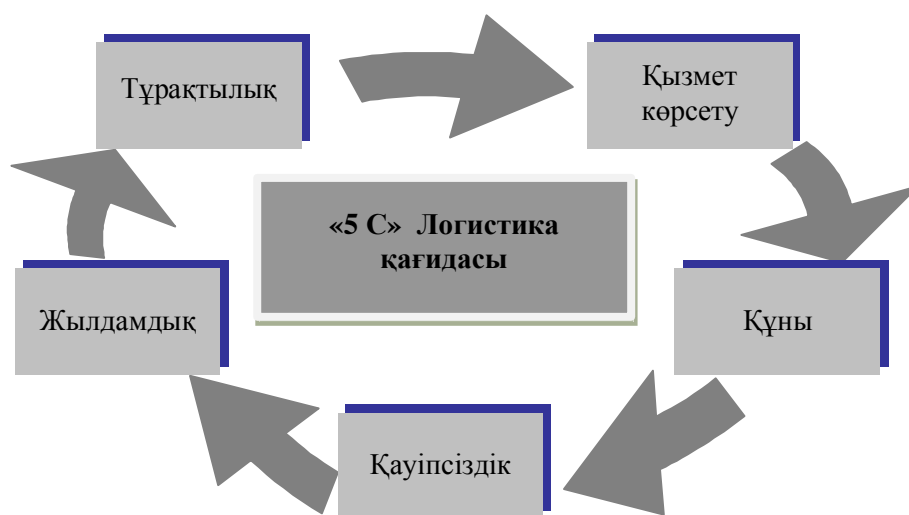 Тұрақтылық
Қызмет
көрсету
«5 С» Логистика
қағидасы
Жылдамдық
Құны
Қауіпсіздік